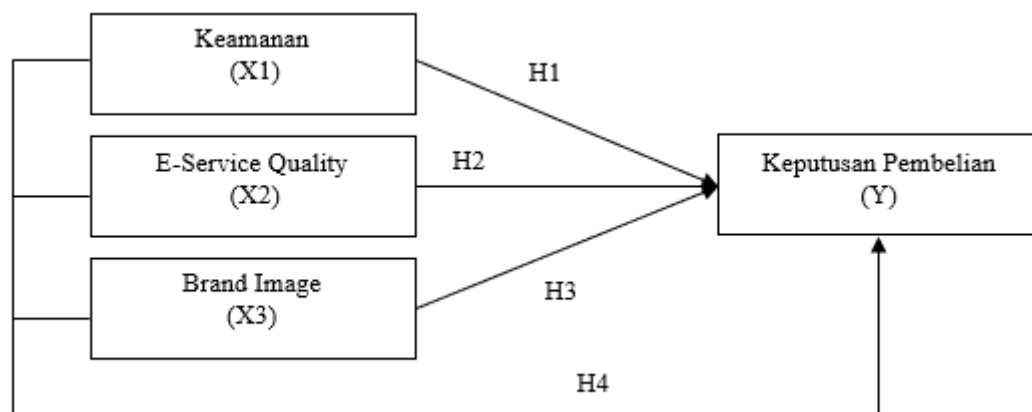 Keamanan
(X1)
H1
E-Service Quality
(X2)
H2
Keputusan Pembelian
(Y)
Brand Image
(X3)
H3
H4